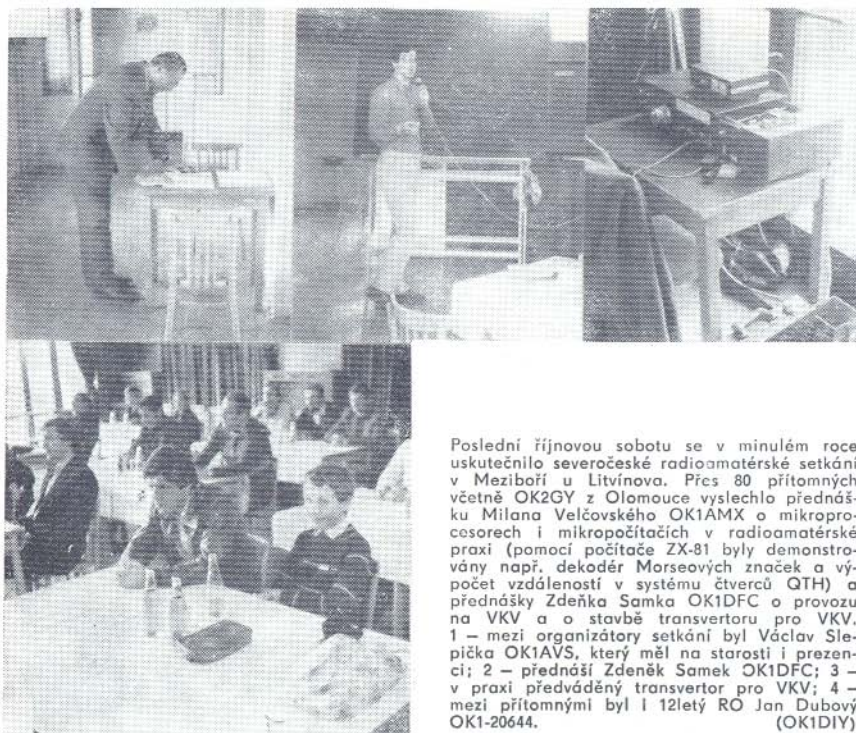 Poslední říjnovou sobotu se v minulém roce
uskutečnilo severočeské radioamatérské setkání
v Meziboří u Litvínova. Přes 80 přítomných
včetně OK2GY z Olomouce vyslechlo přednáš-
ku Milana Velčovského OK1AMX o mikropro-
cesorech i mikropočítačích v radioamatérské
praxi (pomocí počítače ZX-81 byly demonstro-
vány např. dekodér Morseových značek a vý-
počet vzdáleností v systému čtverců QTH) a
přednášky Zdeňka Samka OK1DFC o provozu
na VKV a o stavbě transvertoru pro VKV.
1 – mezi organizátory setkání byl Václav Sle-
pička OK1AVS, který měl na starosti i prezen-
ci; 2 – přednáší Zdeněk Samek OK1DFC; 3 –
v praxi předváděný transvertor pro VKV; 4 –
mezi přítomnými byl i 12letý RO Jan Dubový
OK1-20644. (OK1DIY)